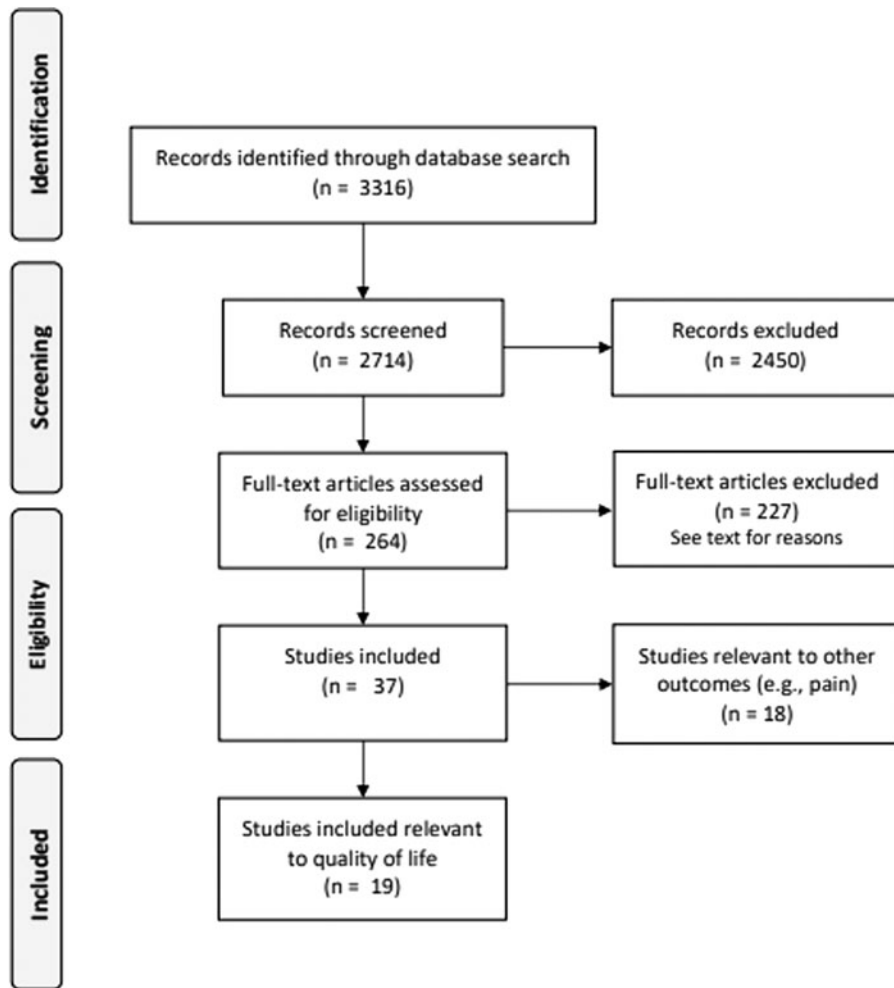 Identification
Records identified through database search
(n = 3316)
Screening
Records screened
(n = 2714)
Records excluded
(n = 2450)
Full-text articles assessed
for eligibility
(n = 264)
Full-text articles excluded
(n = 227)
See text for reasons
Eligibility
Studies included
(n = 37)
Studies relevant to other
outcomes (e.g., pain)
(n = 18)
Included
Studies included relevant
to quality of life
(n = 19)